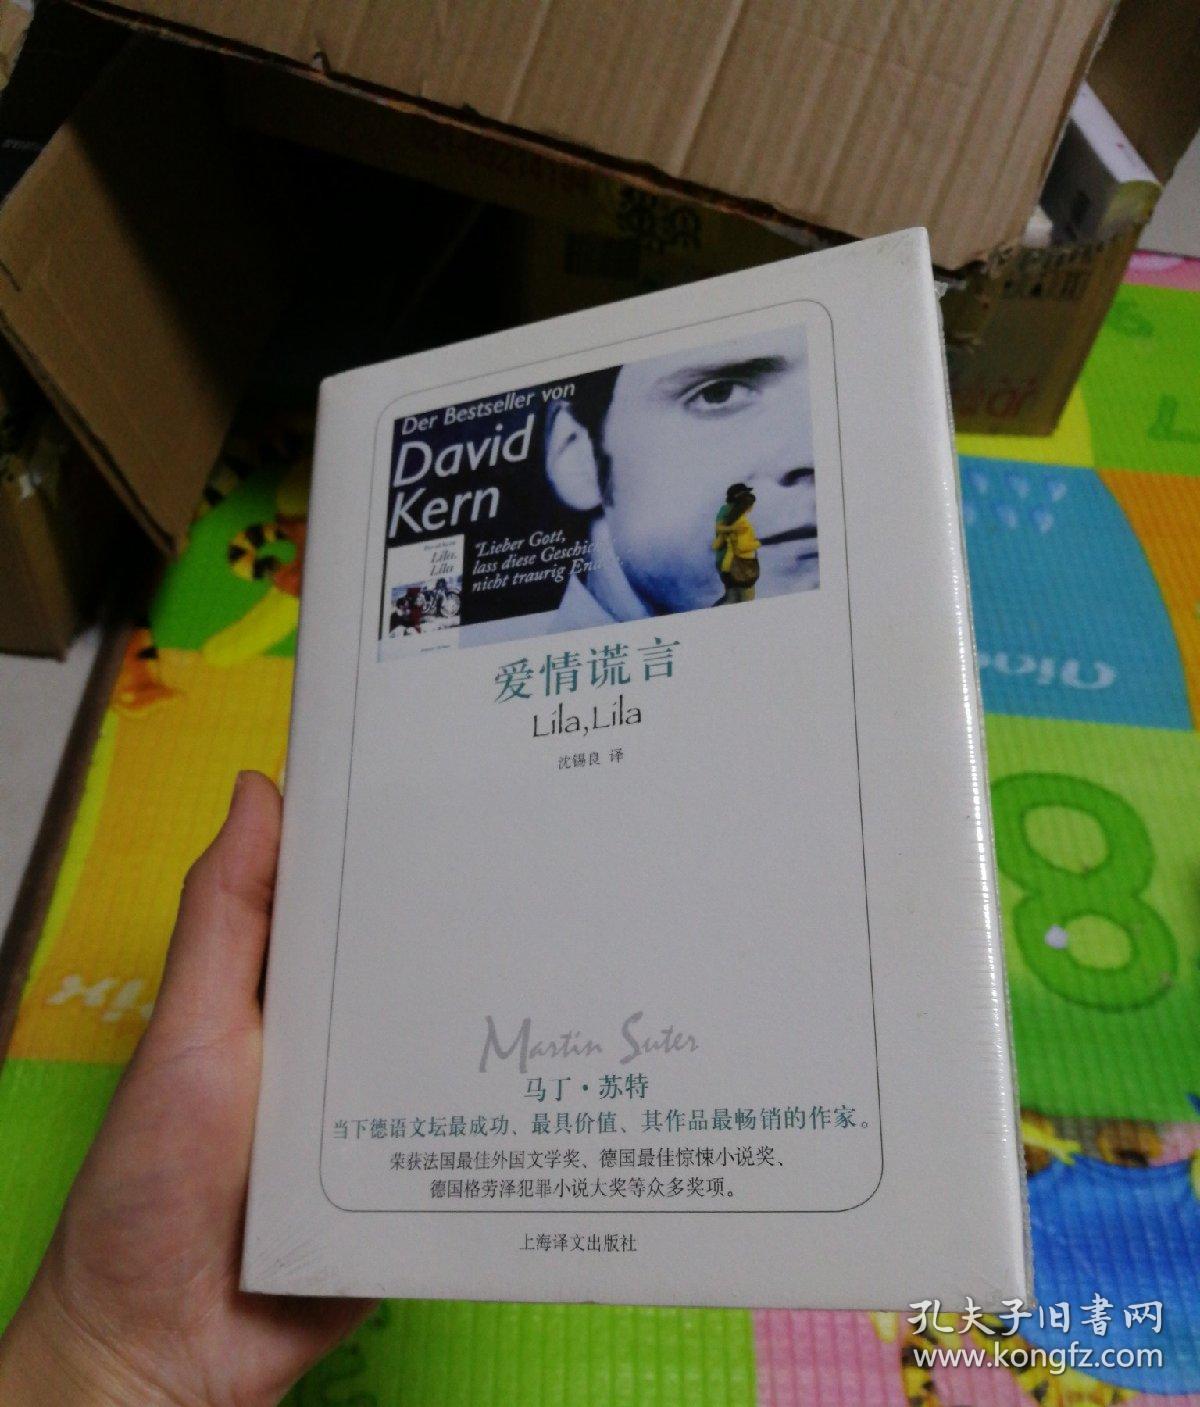 Der Bestseller von
David
Kern
Lila,
Lila
"Lieber Gott,
lass diese Geschich
nicht traurig End
爱情谎言
Lila,Lila
沈锡良 译
Martin Suter
马丁·苏特
当下德语文坛最成功、最具价值、其作品最畅销的作家。
荣获法国最佳外国文学奖、德国最佳惊悚小说奖、
德国格劳泽犯罪小说大奖等众多奖项。
上海译文出版社
8
孔夫子旧书网
www.kongfz.com